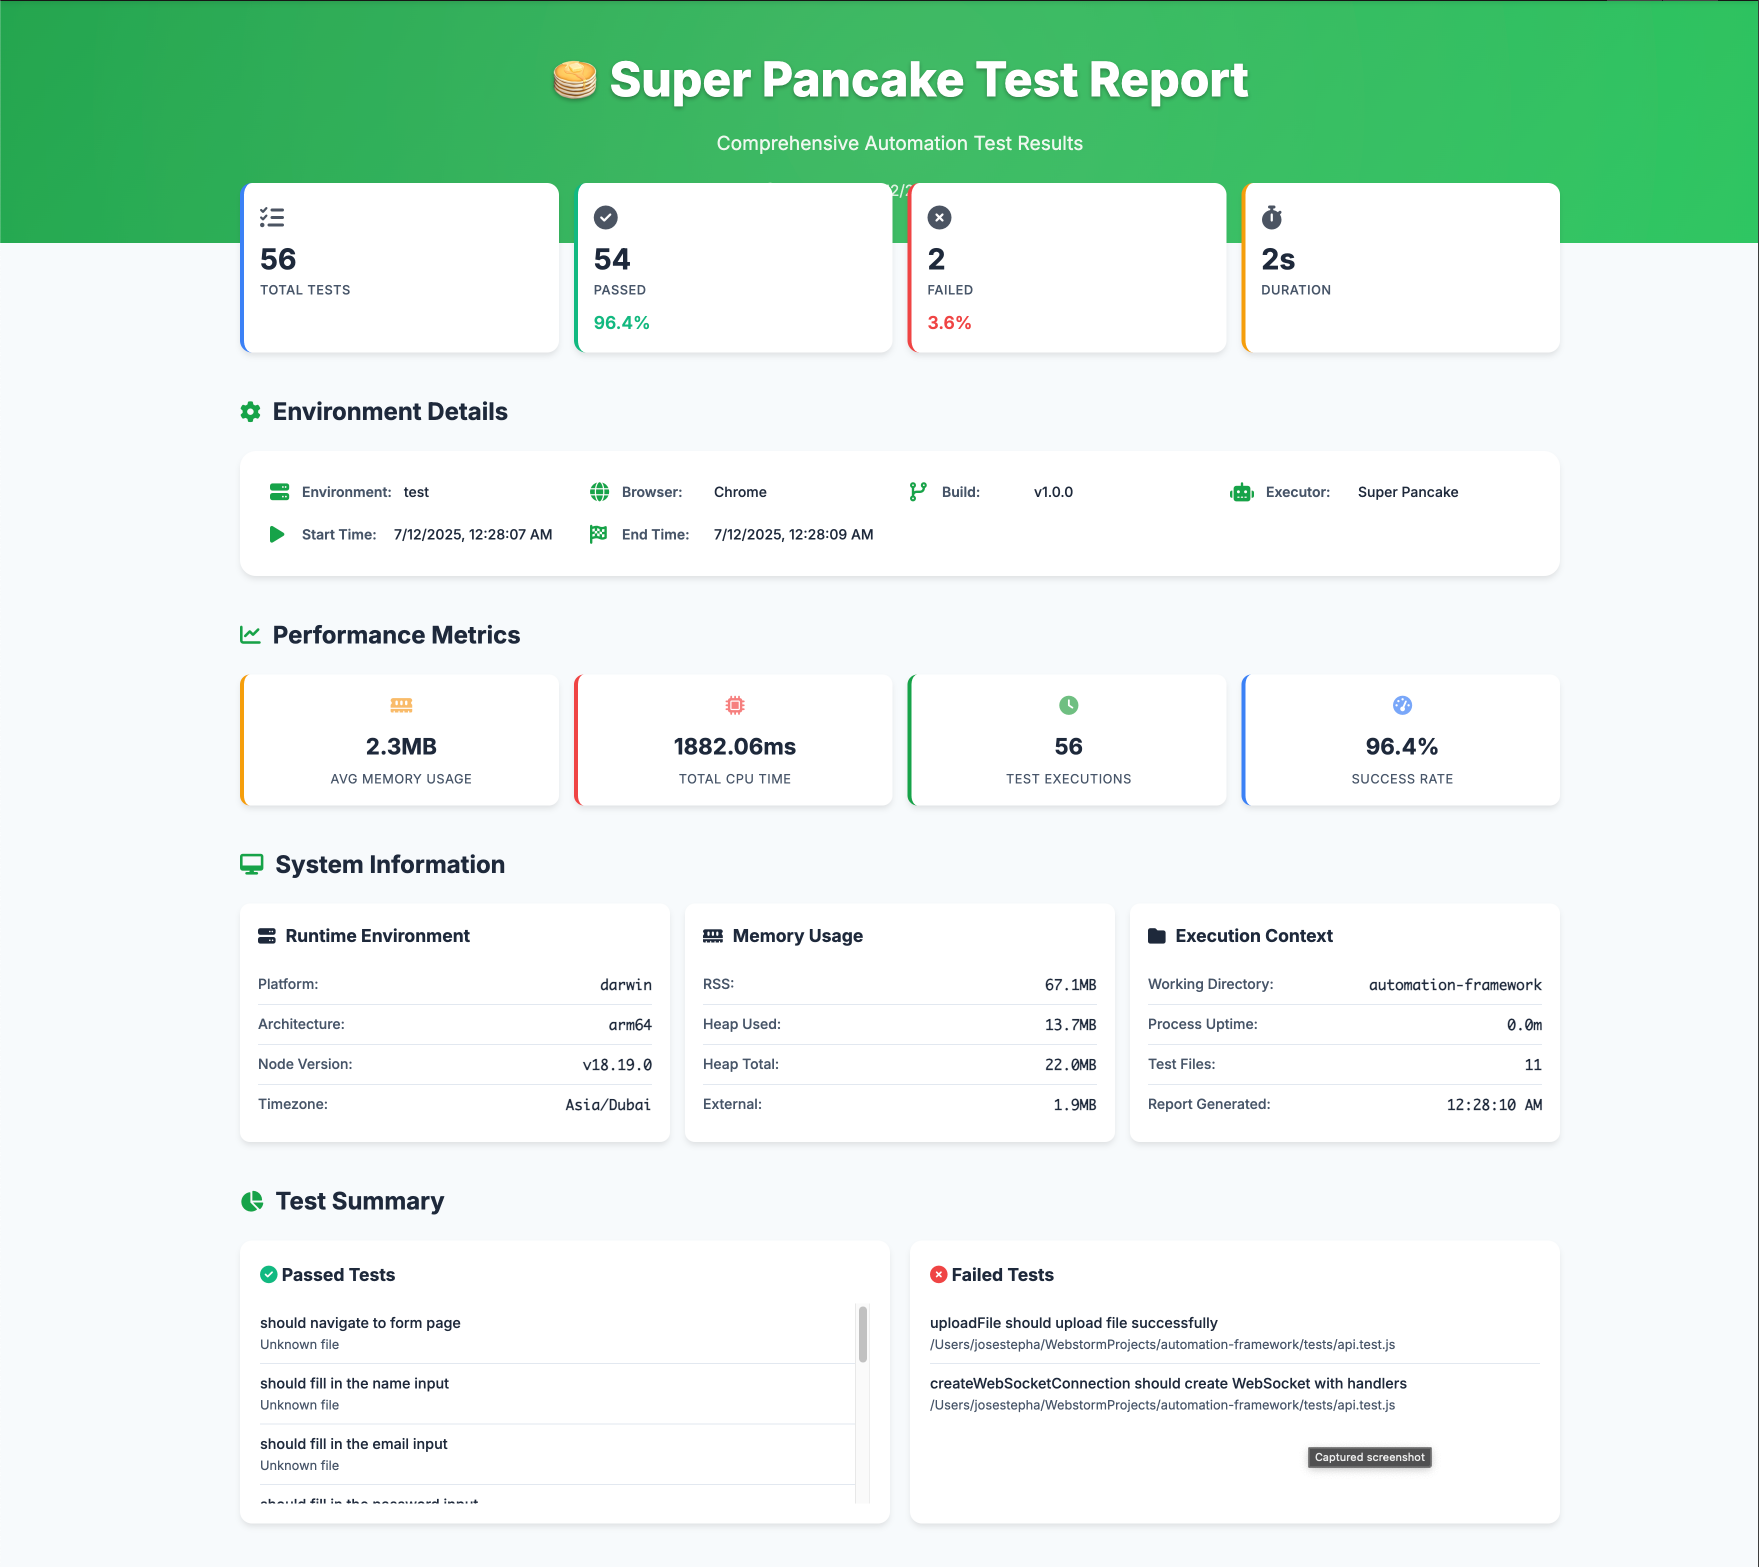 Super Pancake Test Report
Comprehensive Automation Test Results
56
TOTAL TESTS
54
PASSED
96.4%
2
FAILED
3.6%
2s
DURATION
Environment Details
Environment: test
Browser: Chrome
Build: v1.0.0
Executor: Super Pancake
Start Time: 7/12/2025, 12:28:07 AM
End Time: 7/12/2025, 12:28:09 AM
Performance Metrics
2.3MB
AVG MEMORY USAGE
1882.06ms
TOTAL CPU TIME
56
TEST EXECUTIONS
96.4%
SUCCESS RATE
System Information
Runtime Environment
Platform: darwin
Architecture: arm64
Node Version: v18.19.0
Timezone: Asia/Dubai
Memory Usage
RSS: 67.1MB
Heap Used: 13.7MB
Heap Total: 22.0MB
External: 1.9MB
Execution Context
Working Directory: automation-framework
Process Uptime: 0.0m
Test Files: 11
Report Generated: 12:28:10 AM
Test Summary
Passed Tests
should navigate to form page
Unknown file
should fill in the name input
Unknown file
should fill in the email input
Unknown file
should fill in the password input
Failed Tests
uploadFile should upload file successfully
/Users/josestepha/WebstormProjects/automation-framework/tests/api.test.js
createWebSocketConnection should create WebSocket with handlers
/Users/josestepha/WebstormProjects/automation-framework/tests/api.test.js
Captured screenshot